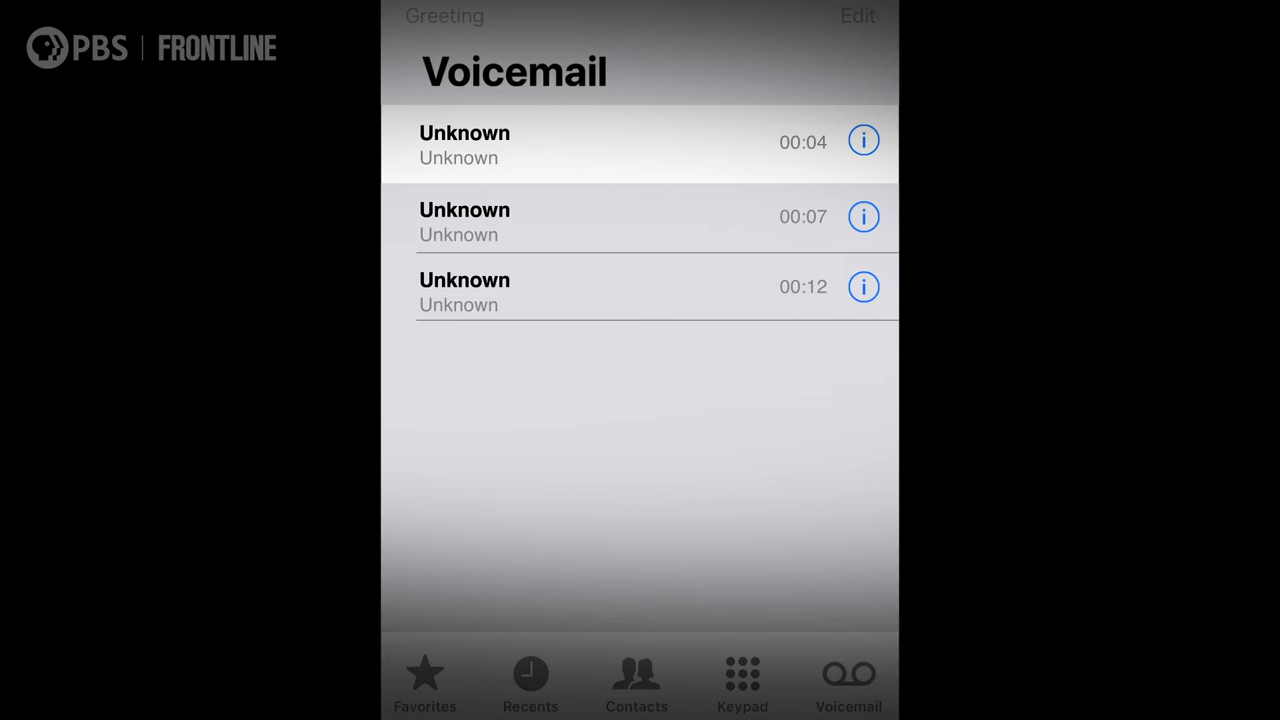 PBS | FRONTLINE
Greeting Edit
Voicemail
Unknown
Unknown
00:04
Unknown
Unknown
00:07
Unknown
Unknown
00:12
Favorites Recents Contacts Keypad Voicemail